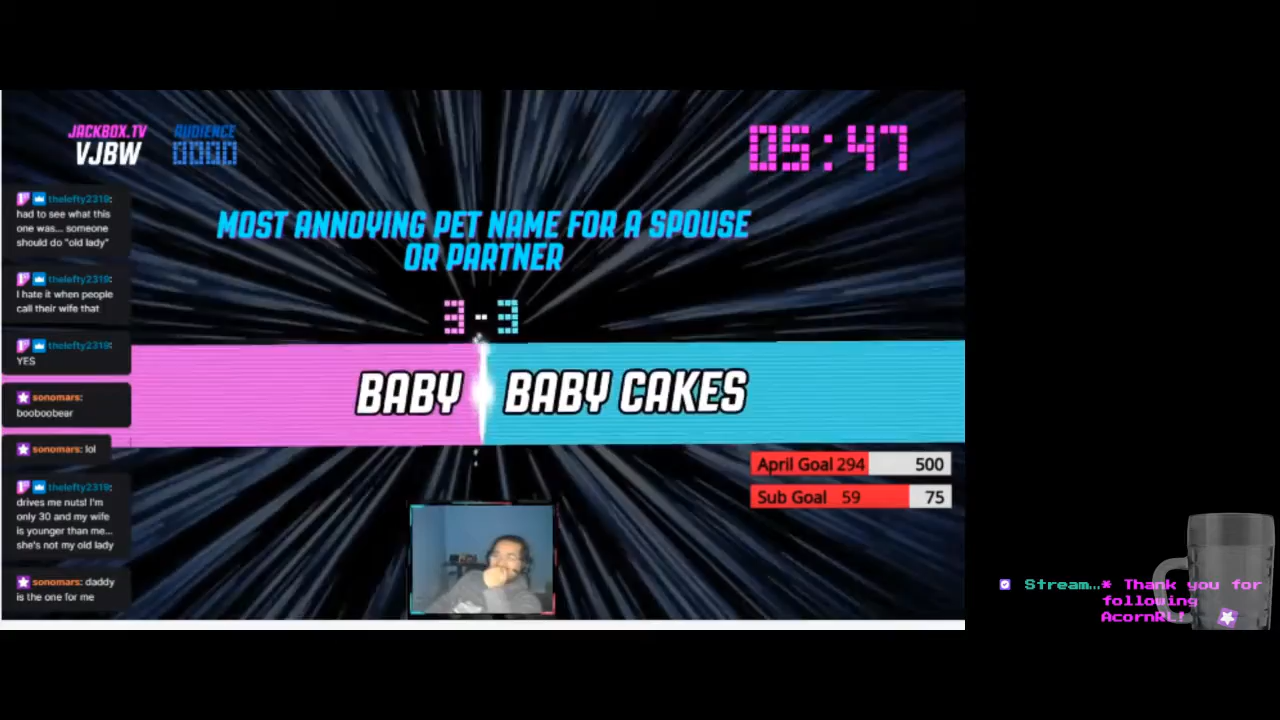 JACKBOX.TV
VJBW
AUDIENCE
0000
05:47
MOST ANNOYING PET NAME FOR A SPOUSE
OR PARTNER
3-3
BABY
BABY CAKES
thelefty2319:
had to see what this
one was... someone
should do "old lady"
thelefty2319:
I hate it when people
call their wife that
thelefty2319:
YES
sonomars:
booboobear
sonomars: lol
thelefty2319:
drives me nuts! I'm
only 30 and my wife
is younger than me...
she's not my old lady
sonomars: daddy
is the one for me
April Goal 294 500
Sub Goal 59 75
Stream...* Thank you for
following
AcornRL!